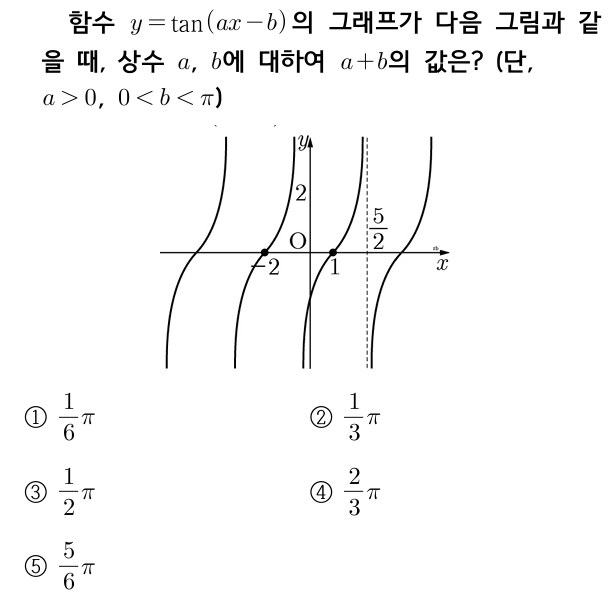 함수 y=tan(ax-b)의 그래프가 다음 그림과 같
을 때, 상수 a, b에 대하여 a+b의 값은? (단,
a>0, 0<b<π)
y
2
5/2
O
-2
1
x
① 1/6 π
② 1/3 π
③ 1/2 π
④ 2/3 π
⑤ 5/6 π